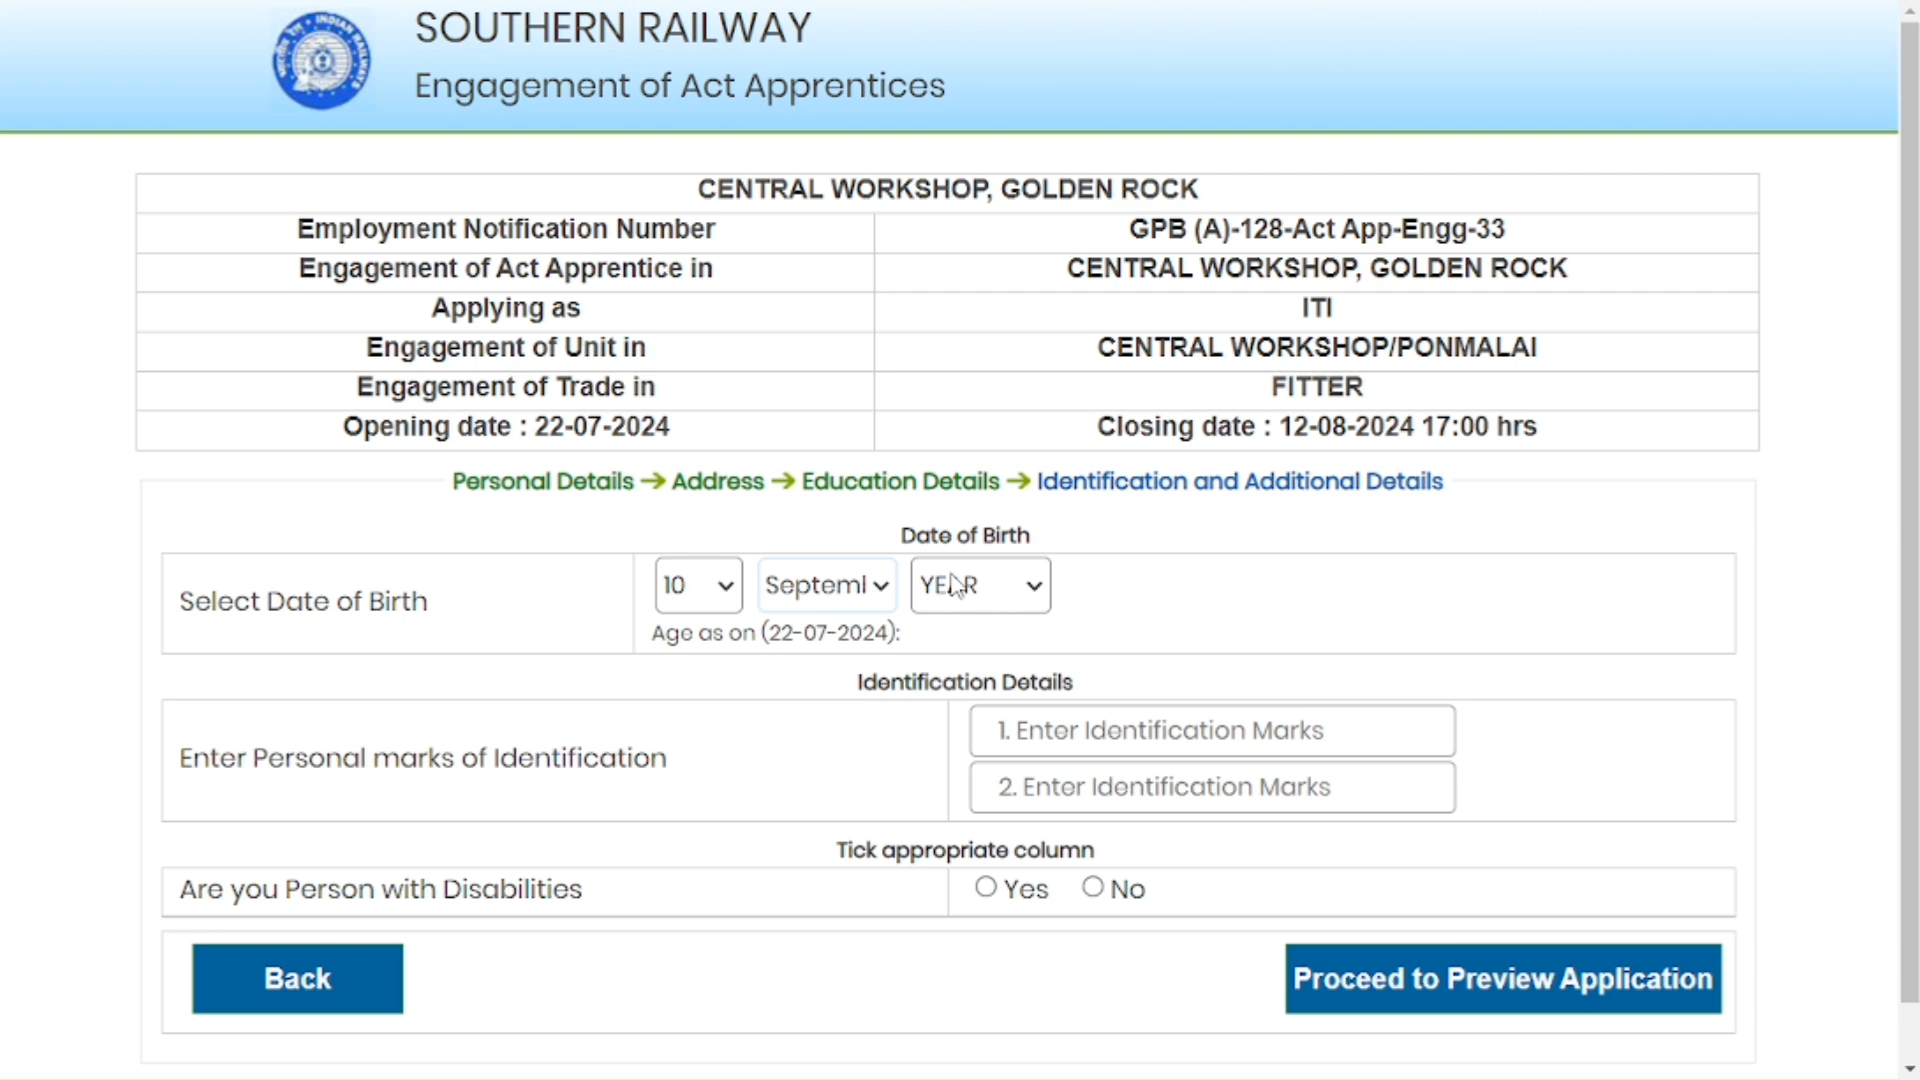 SOUTHERN RAILWAY
Engagement of Act Apprentices
CENTRAL WORKSHOP, GOLDEN ROCK
Employment Notification Number GPB (A)-128-Act App-Engg-33
Engagement of Act Apprentice in CENTRAL WORKSHOP, GOLDEN ROCK
Applying as ITI
Engagement of Unit in CENTRAL WORKSHOP/PONMALAI
Engagement of Trade in FITTER
Opening date : 22-07-2024 Closing date : 12-08-2024 17:00 hrs
Personal Details → Address → Education Details → Identification and Additional Details
Date of Birth
Select Date of Birth 10 Septeml YEAR
Age as on (22-07-2024):
Identification Details
Enter Personal marks of Identification
1. Enter Identification Marks
2. Enter Identification Marks
Tick appropriate column
Are you Person with Disabilities Yes No
Back Proceed to Preview Application